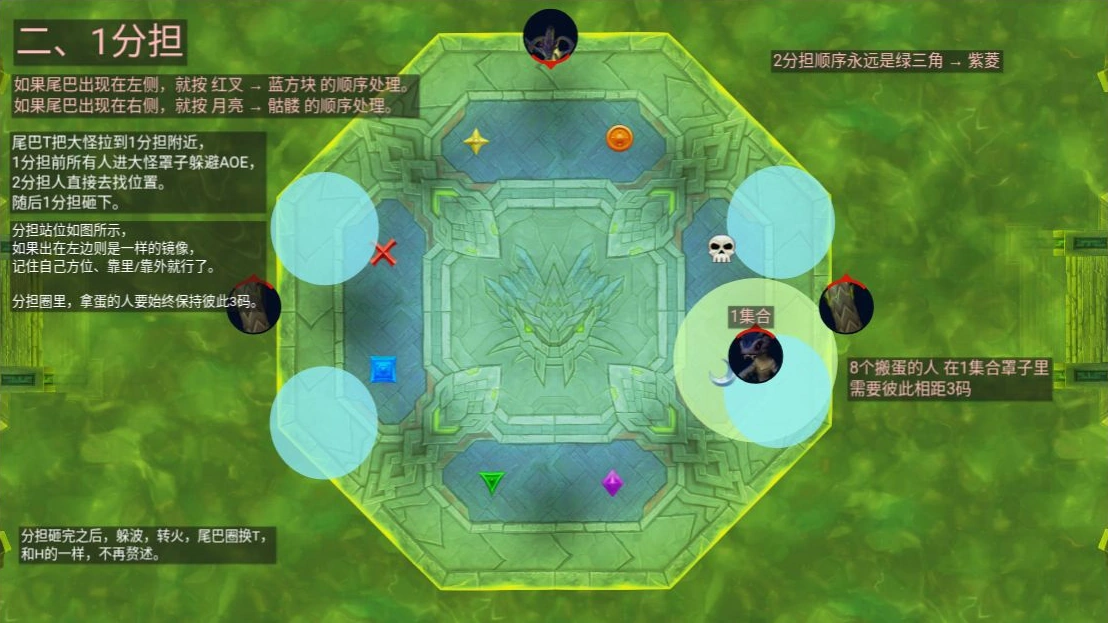 二、1分担
2分担顺序永远是绿三角 → 紫菱
如果尾巴出现在左侧，就按 红叉 → 蓝方块 的顺序处理。
如果尾巴出现在右侧，就按 月亮 → 骷髅 的顺序处理。
尾巴T把大怪拉到1分担附近，
1分担前所有人进大怪罩子躲避AOE，
2分担人直接去找位置。
随后1分担砸下。
分担站位如图所示，
如果出在左边则是一样的镜像，
记住自己方位、靠里/靠外就行了。
分担圈里，拿蛋的人要始终保持彼此3码。
1集合
8个搬蛋的人 在1集合罩子里
需要彼此相距3码
分担砸完之后，躲波，转火，尾巴圈换T，
和H的一样，不再赘述。